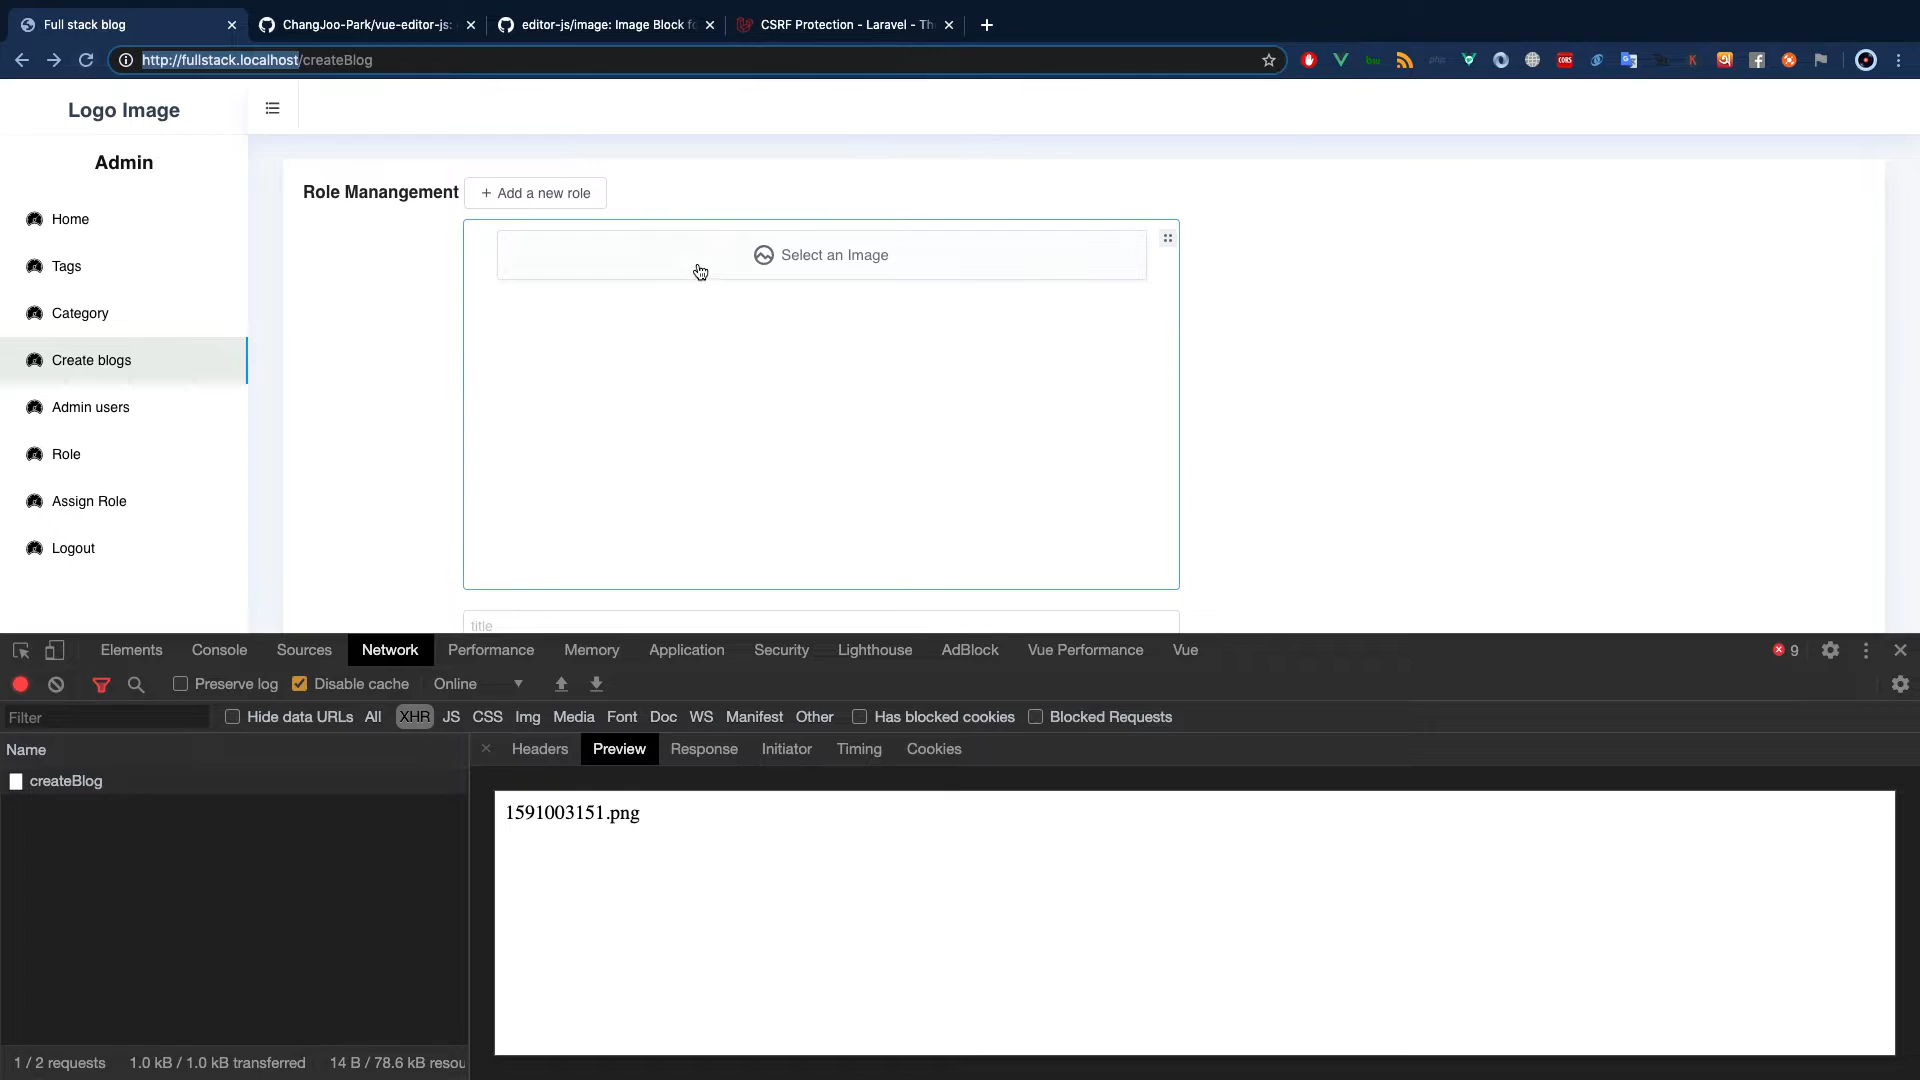 Full stack blog
ChangJoo-Park/vue-editor-js:
editor-js/image: Image Block fo
CSRF Protection - Laravel - Th
http://fullstack.localhost/createBlog
Logo Image
Admin
Home
Tags
Category
Create blogs
Admin users
Role
Assign Role
Logout
Role Manangement
+ Add a new role
Select an Image
title
Elements Console Sources Network Performance Memory Application Security Lighthouse AdBlock Vue Performance Vue 9
Preserve log Disable cache Online
Filter Hide data URLs All XHR JS CSS Img Media Font Doc WS Manifest Other Has blocked cookies Blocked Requests
Name
Headers Preview Response Initiator Timing Cookies
createBlog
1591003151.png
1 / 2 requests 1.0 kB / 1.0 kB transferred 14 B / 78.6 kB resou